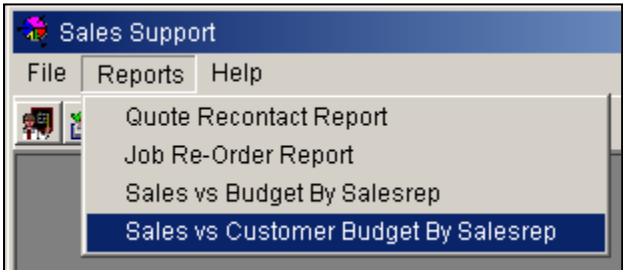 Sales Support
File Reports Help
Quote Recontact Report
Job Re-Order Report
Sales vs Budget By Salesrep
Sales vs Customer Budget By Salesrep